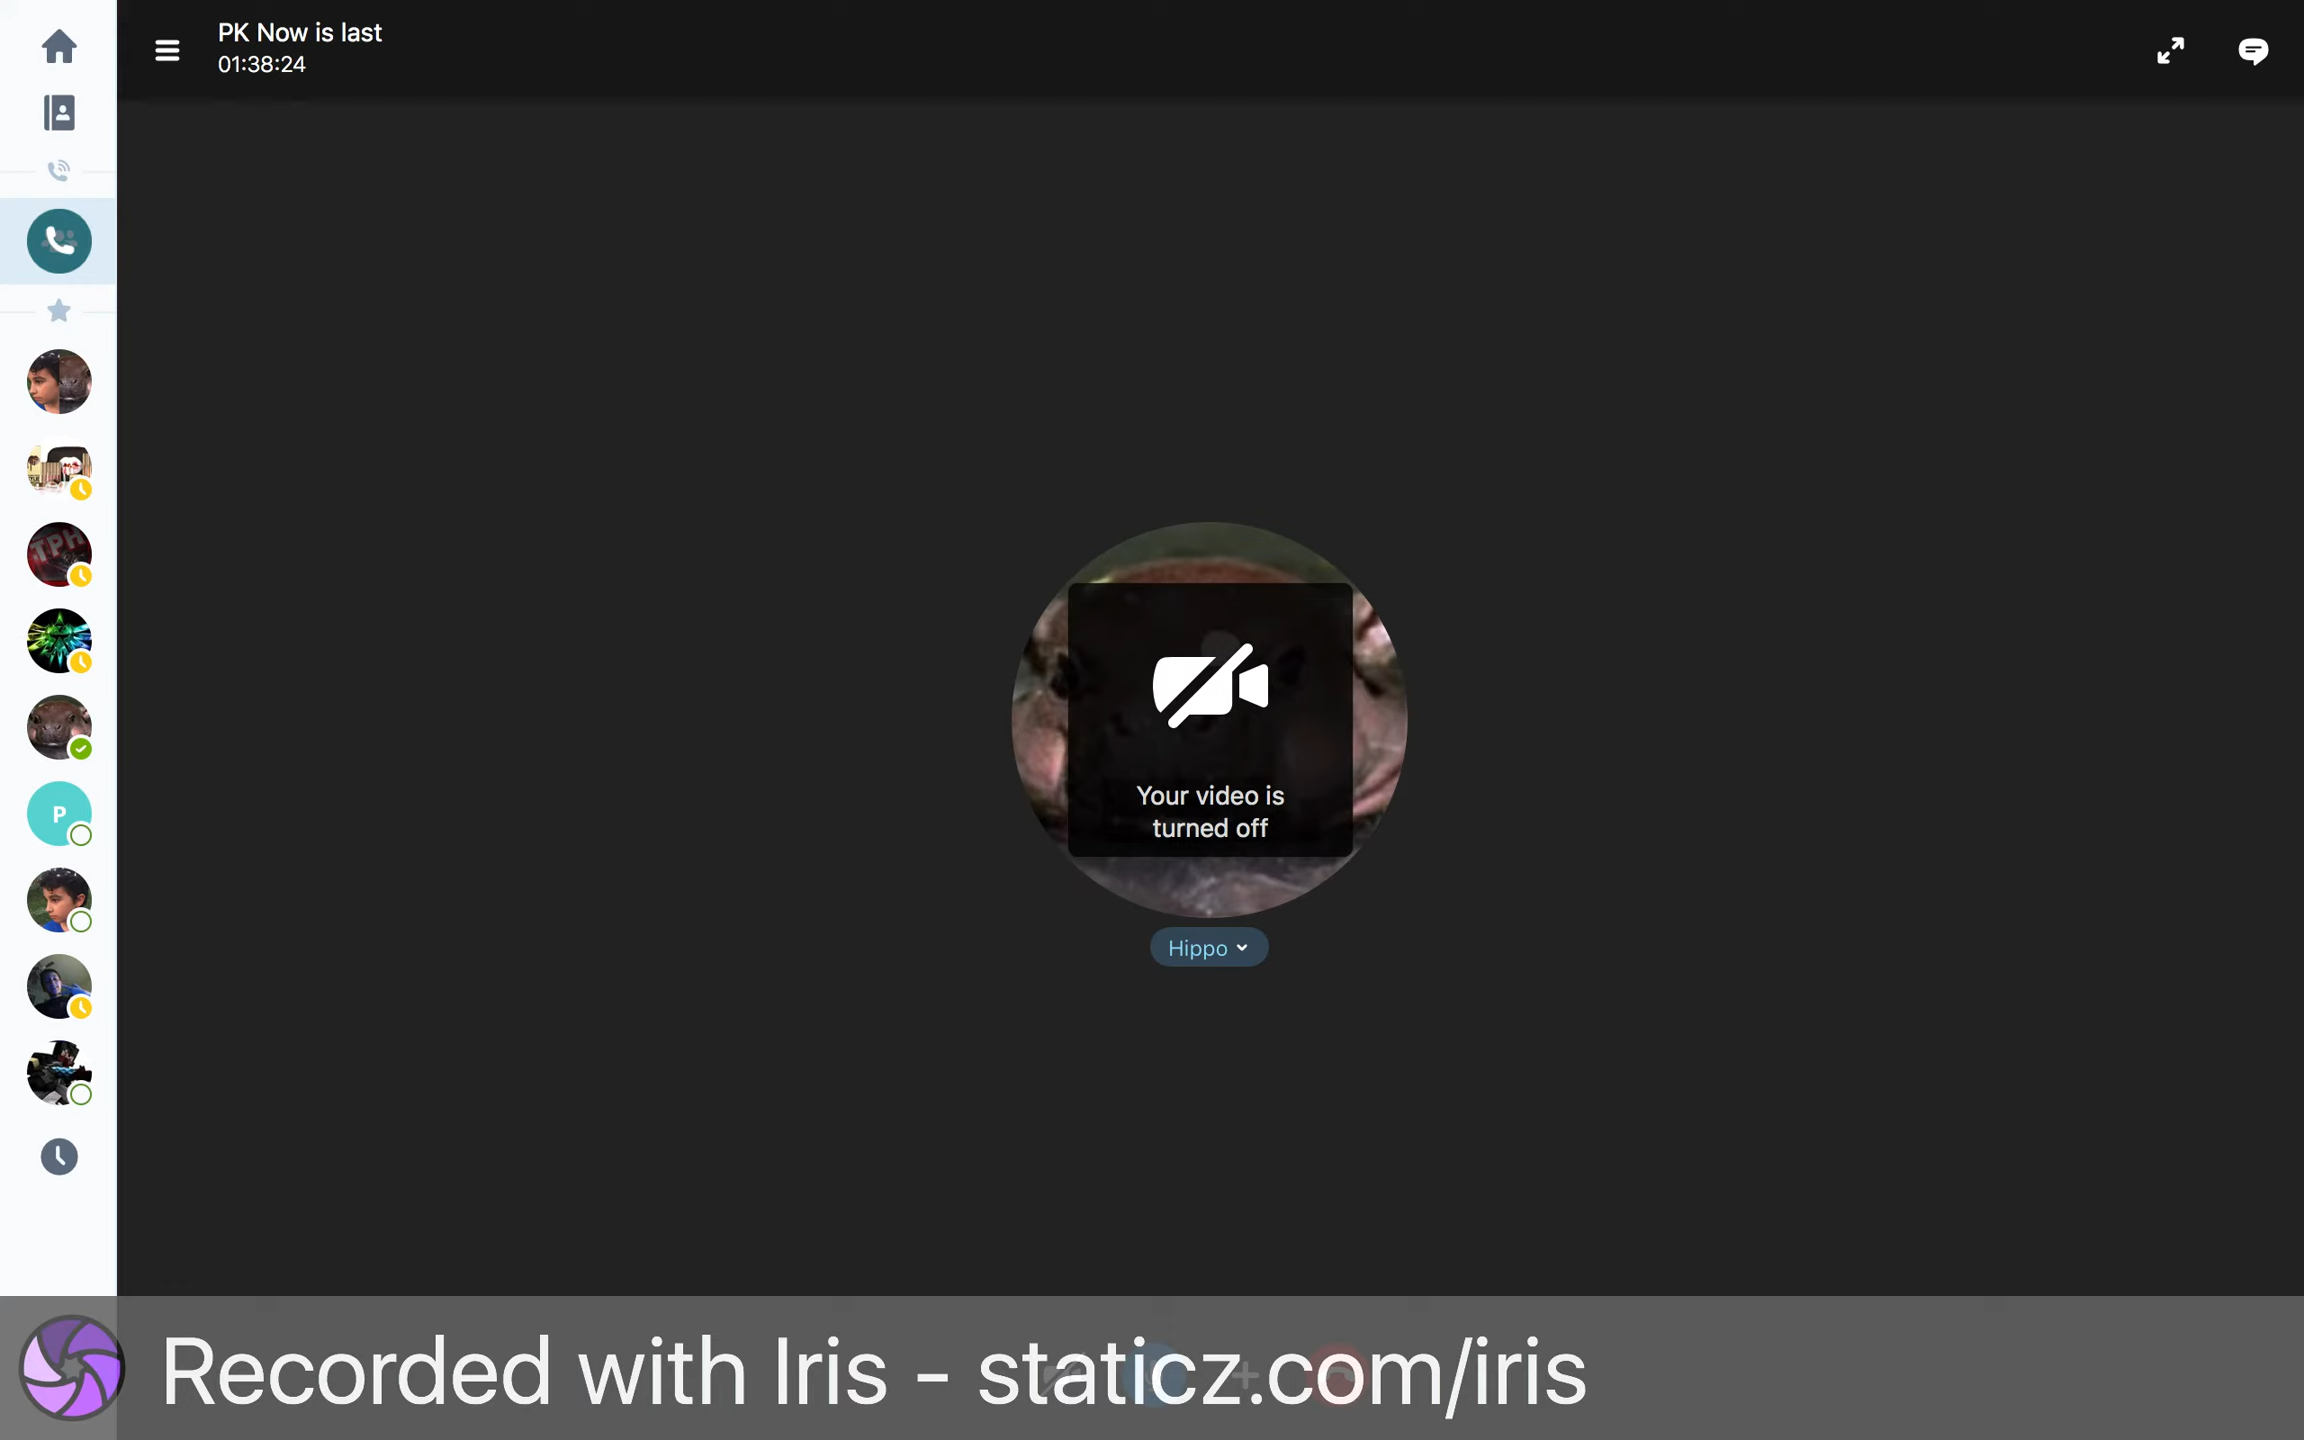 PK Now is last
01:38:24
TPH
P
Your video is
turned off
Hippo
Recorded with Iris - staticz.com/iris